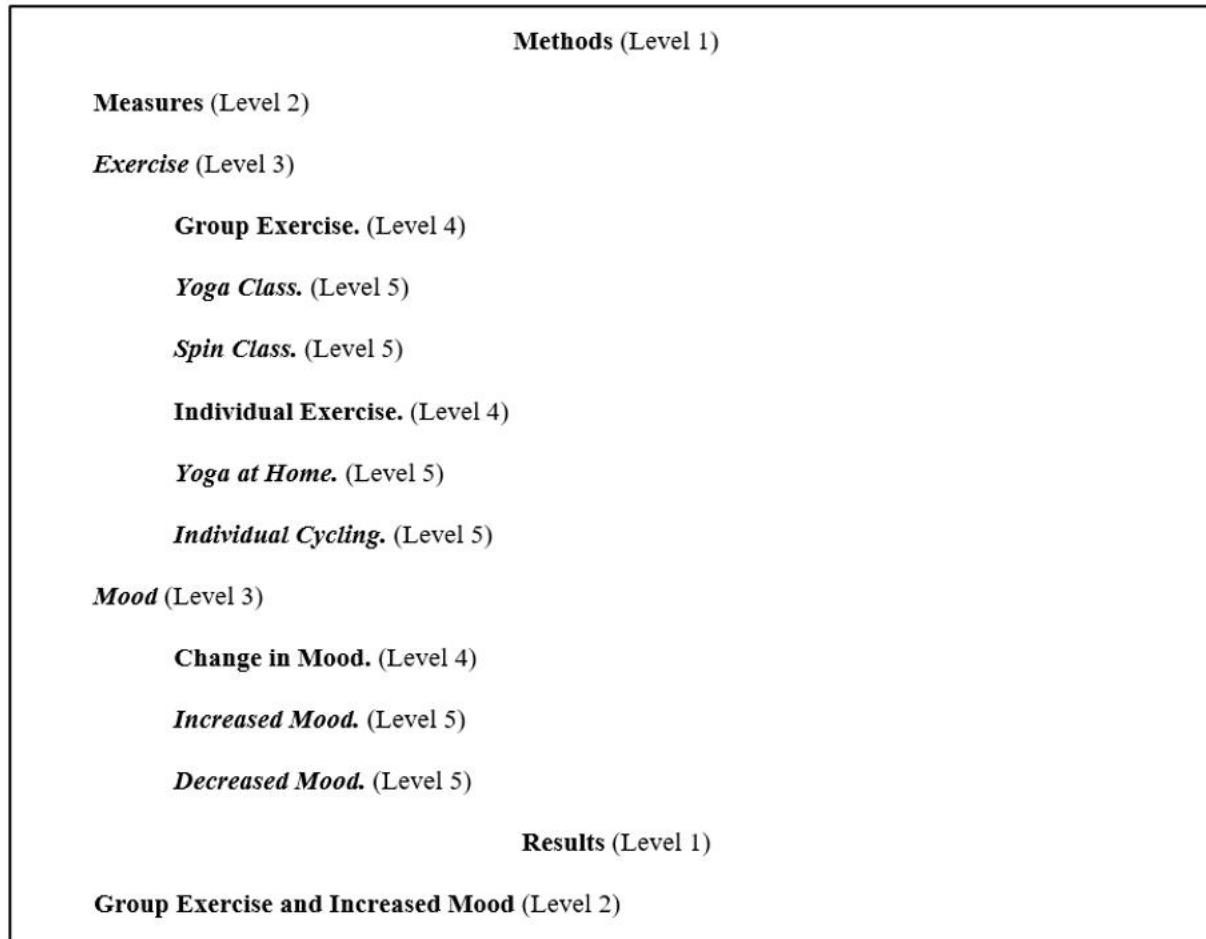 Methods (Level 1)
Measures (Level 2)
Exercise (Level 3)
Group Exercise. (Level 4)
Yoga Class. (Level 5)
Spin Class. (Level 5)
Individual Exercise. (Level 4)
Yoga at Home. (Level 5)
Individual Cycling. (Level 5)
Mood (Level 3)
Change in Mood. (Level 4)
Increased Mood. (Level 5)
Decreased Mood. (Level 5)
Results (Level 1)
Group Exercise and Increased Mood (Level 2)